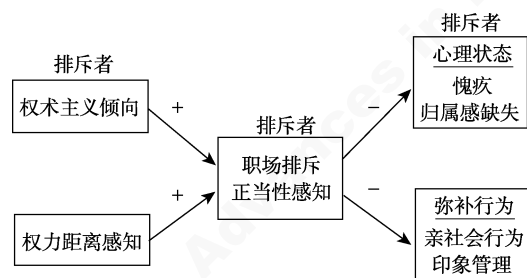 排斥者
权术主义倾向
权力距离感知
+
+
排斥者
职场排斥
正当性感知
−
−
排斥者
心理状态
愧疚
归属感缺失
弥补行为
亲社会行为
印象管理
Advances in